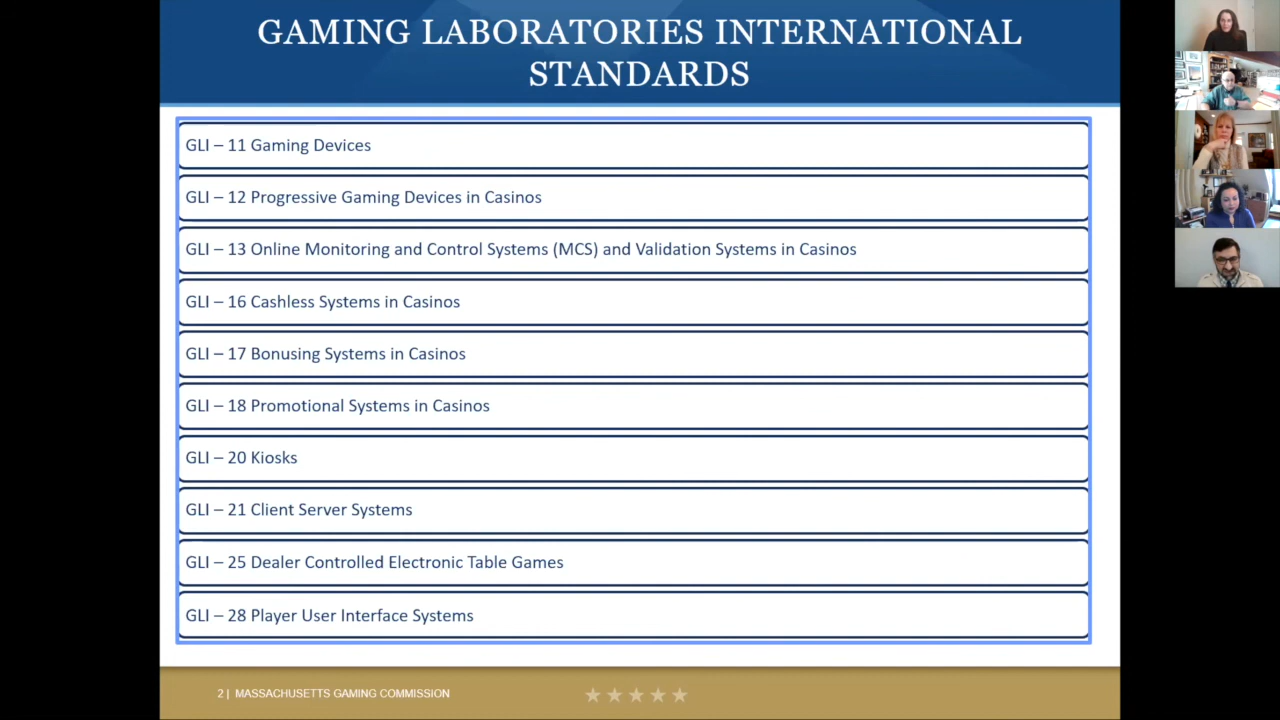 GAMING LABORATORIES INTERNATIONAL
STANDARDS
GLI – 11 Gaming Devices
GLI – 12 Progressive Gaming Devices in Casinos
GLI – 13 Online Monitoring and Control Systems (MCS) and Validation Systems in Casinos
GLI – 16 Cashless Systems in Casinos
GLI – 17 Bonusing Systems in Casinos
GLI – 18 Promotional Systems in Casinos
GLI – 20 Kiosks
GLI – 21 Client Server Systems
GLI – 25 Dealer Controlled Electronic Table Games
GLI – 28 Player User Interface Systems
2 | MASSACHUSETTS GAMING COMMISSION